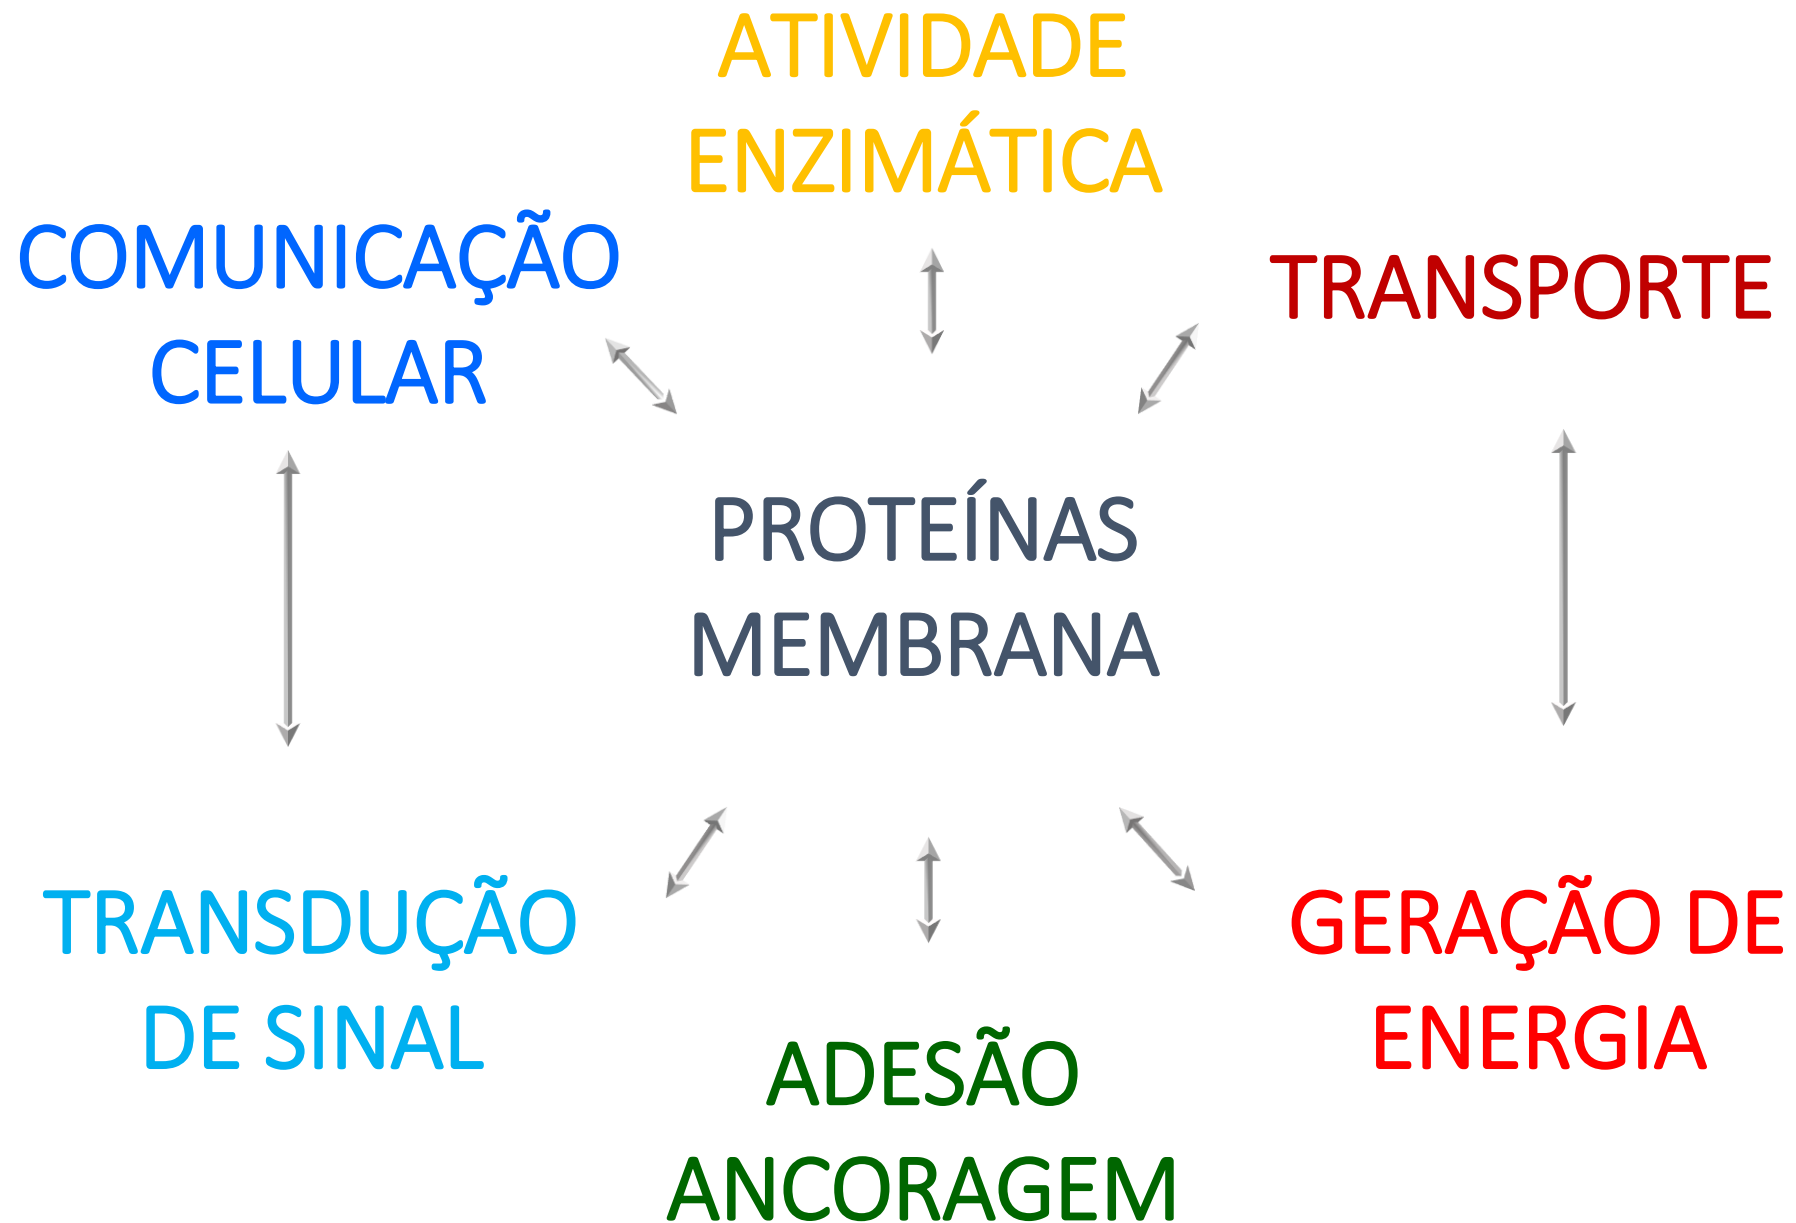 ATIVIDADE
ENZIMÁTICA
COMUNICAÇÃO
CELULAR
TRANSPORTE
PROTEÍNAS
MEMBRANA
TRANSDUÇÃO
DE SINAL
GERAÇÃO DE
ENERGIA
ADESÃO
ANCORAGEM